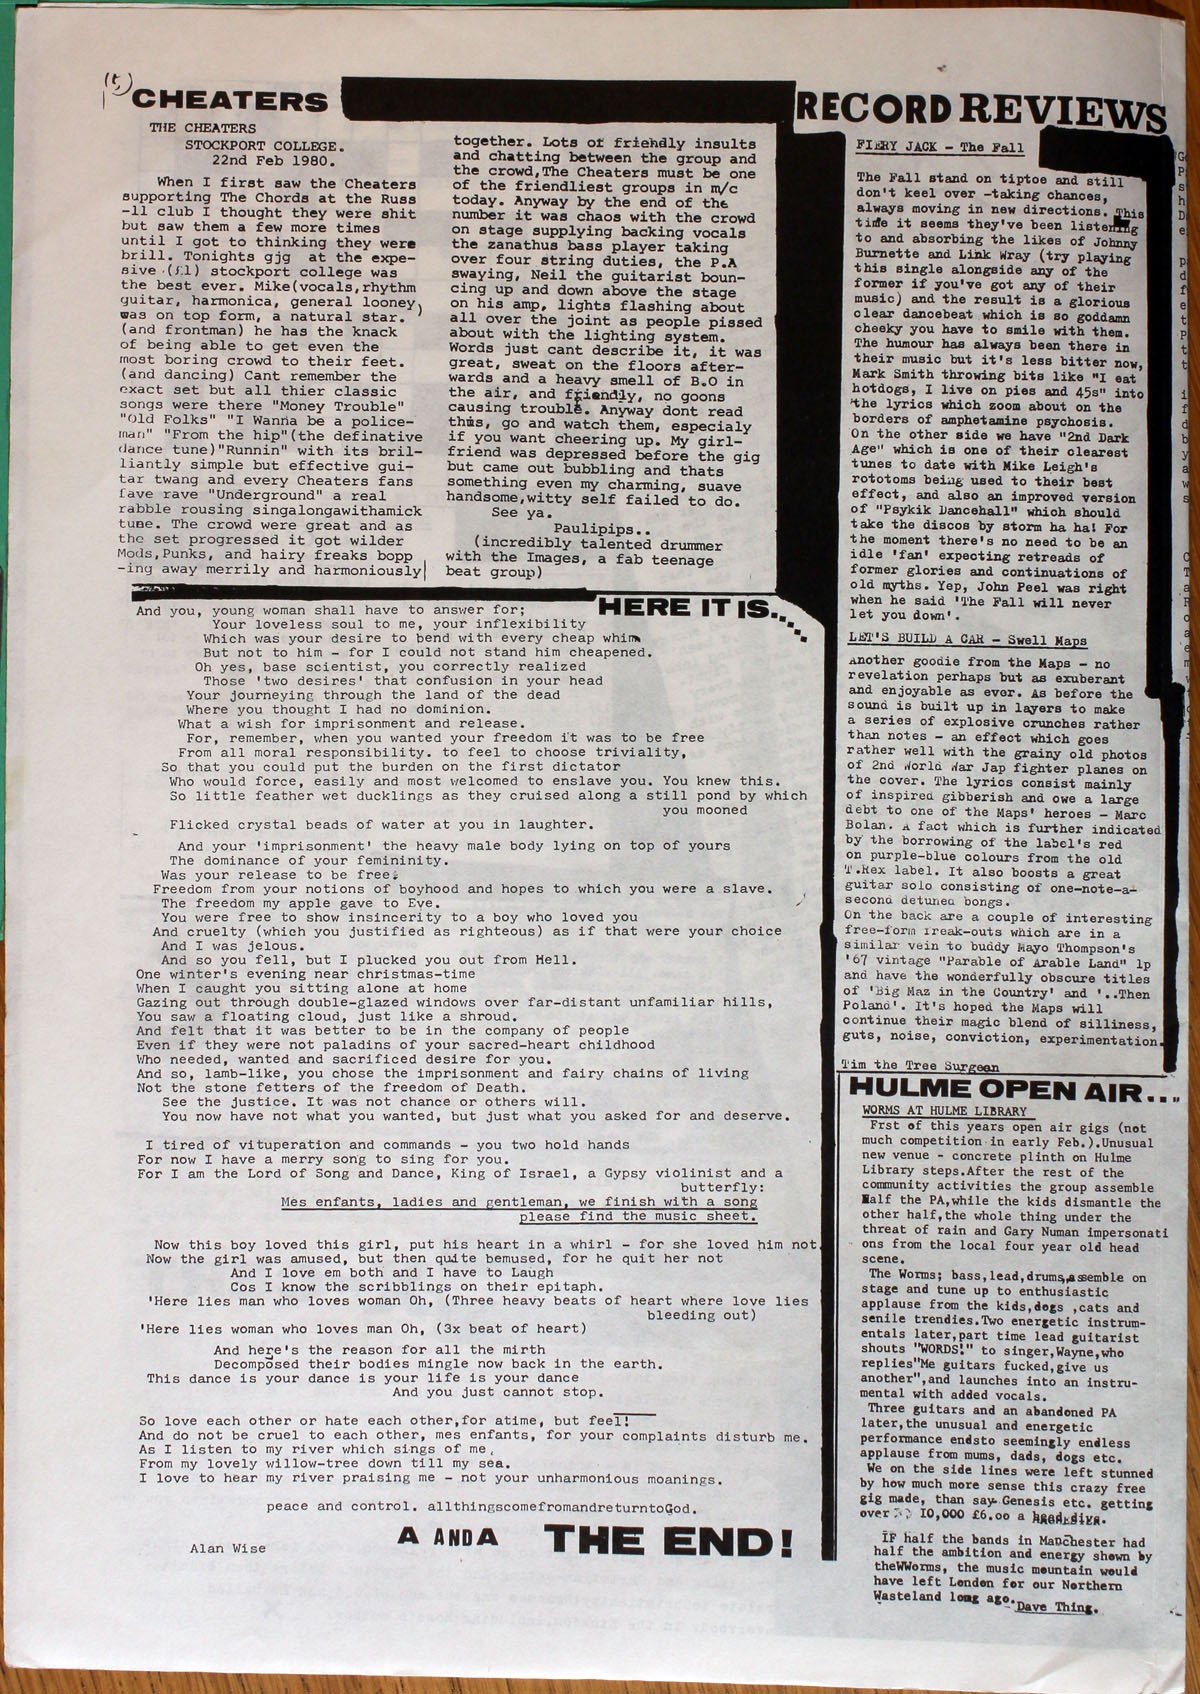 (5)
CHEATERS
THE CHEATERS
STOCKPORT COLLEGE.
22nd Feb 1980.
When I first saw the Cheaters
supporting The Chords at the Russ
-ll club I thought they were shit
but saw them a few more times
until I got to thinking they were
brill. Tonights gjg at the expe-
sive (£1) stockport college was
the best ever. Mike(vocals,rhythm
guitar, harmonica, general looney)
was on top form, a natural star.
(and frontman) he has the knack
of being able to get even the
most boring crowd to their feet.
(and dancing) Cant remember the
exact set but all thier classic
songs were there "Money Trouble"
"Old Folks" "I Wanna be a police-
man" "From the hip"(the definative
dance tune)"Runnin" with its bril-
liantly simple but effective gui-
tar twang and every Cheaters fans
fave rave "Underground" a real
rabble rousing singalongawithamick
tune. The crowd were great and as
the set progressed it got wilder
Mods,Punks, and hairy freaks bopp
-ing away merrily and harmoniously
together. Lots of friendly insults
and chatting between the group and
the crowd,The Cheaters must be one
of the friendliest groups in m/c
today. Anyway by the end of the
number it was chaos with the crowd
on stage supplying backing vocals
the zanathus bass player taking
over four string duties, the P.A
swaying, Neil the guitarist boun-
cing up and down above the stage
on his amp, lights flashing about
all over the joint as people pissed
about with the lighting system.
Words just cant describe it, it was
great, sweat on the floors after-
wards and a heavy smell of B.O in
the air, and friendly, no goons
causing trouble. Anyway dont read
this, go and watch them, especialy
if you want cheering up. My girl-
friend was depressed before the gig
but came out bubbling and thats
something even my charming, suave
handsome,witty self failed to do.
See ya.
Paulipips..
(incredibly talented drummer
with the Images, a fab teenage
beat group)
HERE IT IS...
And you, young woman shall have to answer for;
Your loveless soul to me, your inflexibility
Which was your desire to bend with every cheap whim
But not to him - for I could not stand him cheapened.
Oh yes, base scientist, you correctly realized
Those 'two desires' that confusion in your head
Your journeying through the land of the dead
Where you thought I had no dominion.
What a wish for imprisonment and release.
For, remember, when you wanted your freedom it was to be free
From all moral responsibility. to feel to choose triviality,
So that you could put the burden on the first dictator
Who would force, easily and most welcomed to enslave you. You knew this.
So little feather wet ducklings as they cruised along a still pond by which
you mooned
Flicked crystal beads of water at you in laughter.
And your 'imprisonment' the heavy male body lying on top of yours
The dominance of your femininity.
Was your release to be free.
Freedom from your notions of boyhood and hopes to which you were a slave.
The freedom my apple gave to Eve.
You were free to show insincerity to a boy who loved you
And cruelty (which you justified as righteous) as if that were your choice
And I was jelous.
And so you fell, but I plucked you out from Hell.
One winter's evening near christmas-time
When I caught you sitting alone at home
Gazing out through double-glazed windows over far-distant unfamiliar hills,
You saw a floating cloud, just like a shroud.
And felt that it was better to be in the company of people
Even if they were not paladins of your sacred-heart childhood
Who needed, wanted and sacrificed desire for you.
And so, lamb-like, you chose the imprisonment and fairy chains of living
Not the stone fetters of the freedom of Death.
See the justice. It was not chance or others will.
You now have not what you wanted, but just what you asked for and deserve.
I tired of vituperation and commands - you two hold hands
For now I have a merry song to sing for you.
For I am the Lord of Song and Dance, King of Israel, a Gypsy violinist and a
butterfly:
Mes enfants, ladies and gentleman, we finish with a song
please find the music sheet.
Now this boy loved this girl, put his heart in a whirl - for she loved him not
Now the girl was amused, but then quite bemused, for he quit her not
And I love em both and I have to Laugh
Cos I know the scribblings on their epitaph.
'Here lies man who loves woman Oh, (Three heavy beats of heart where love lies
bleeding out)
'Here lies woman who loves man Oh, (3x beat of heart)
And here's the reason for all the mirth
Decomposed their bodies mingle now back in the earth.
This dance is your dance is your life is your dance
And you just cannot stop.
So love each other or hate each other,for atime, but feel!
And do not be cruel to each other, mes enfants, for your complaints disturb me.
As I listen to my river which sings of me,
From my lovely willow-tree down till my sea.
I love to hear my river praising me - not your unharmonious moanings.
peace and control. allthingscomefromandreturntoGod.
A AND A THE END!
Alan Wise
RECORD REVIEWS
FIERY JACK - The Fall
The Fall stand on tiptoe and still
don't keel over -taking chances,
always moving in new directions. This
time it seems they've been listening
to and absorbing the likes of Johnny
Burnette and Link Wray (try playing
this single alongside any of the
former if you've got any of their
music) and the result is a glorious
clear dancebeat which is so goddamn
cheeky you have to smile with them.
The humour has always been there in
their music but it's less bitter now,
Mark Smith throwing bits like "I eat
hotdogs, I live on pies and 45s" into
the lyrics which zoom about on the
borders of amphetamine psychosis.
On the other side we have "2nd Dark
Age" which is one of their clearest
tunes to date with Mike Leigh's
rototoms being used to their best
effect, and also an improved version
of "Psykik Dancehall" which should
take the discos by storm ha ha! For
the moment there's no need to be an
idle 'fan' expecting retreads of
former glories and continuations of
old myths. Yep, John Peel was right
when he said 'The Fall will never
let you down'.
LET'S BUILD A CAR - Swell Maps
Another goodie from the Maps - no
revelation perhaps but as exuberant
and enjoyable as ever. As before the
sound is built up in layers to make
a series of explosive crunches rather
than notes - an effect which goes
rather well with the grainy old photos
of 2nd World War Jap fighter planes on
the cover. The lyrics consist mainly
of inspired gibberish and owe a large
debt to one of the Maps' heroes - Marc
Bolan. A fact which is further indicated
by the borrowing of the label's red
on purple-blue colours from the old
T.Rex label. It also boosts a great
guitar solo consisting of one-note-a-
second detuned bongs.
On the back are a couple of interesting
free-form freak-outs which are in a
similar vein to buddy Mayo Thompson's
'67 vintage "Parable of Arable Land" lp
and have the wonderfully obscure titles
of 'Big Maz in the Country' and '..Then
Poland'. It's hoped the Maps will
continue their magic blend of silliness,
guts, noise, conviction, experimentation.
Tim the Tree Surgeon
HULME OPEN AIR...
WORMS AT HULME LIBRARY
Frst of this years open air gigs (not
much competition in early Feb.).Unusual
new venue - concrete plinth on Hulme
Library steps.After the rest of the
community activities the group assemble
Half the PA,while the kids dismantle the
other half,the whole thing under the
threat of rain and Gary Numan impersonati
ons from the local four year old head
scene.
The Worms; bass,lead,drums,assemble on
stage and tune up to enthusiastic
applause from the kids,dogs ,cats and
senile trendies.Two energetic instrum-
entals later,part time lead guitarist
shouts "WORDS!" to singer,Wayne,who
replies"Me guitars fucked,give us
another",and launches into an instru-
mental with added vocals.
Three guitars and an abandoned PA
later,the unusual and energetic
performance endsto seemingly endless
applause from mums, dads, dogs etc.
We on the side lines were left stunned
by how much more sense this crazy free
gig made, than say Genesis etc. getting
over 10,000 £6.00 a head
IF half the bands in Manchester had
half the ambition and energy shown by
theWWorms, the music mountain would
have left London for our Northern
Wasteland long ago.
Dave Thing.